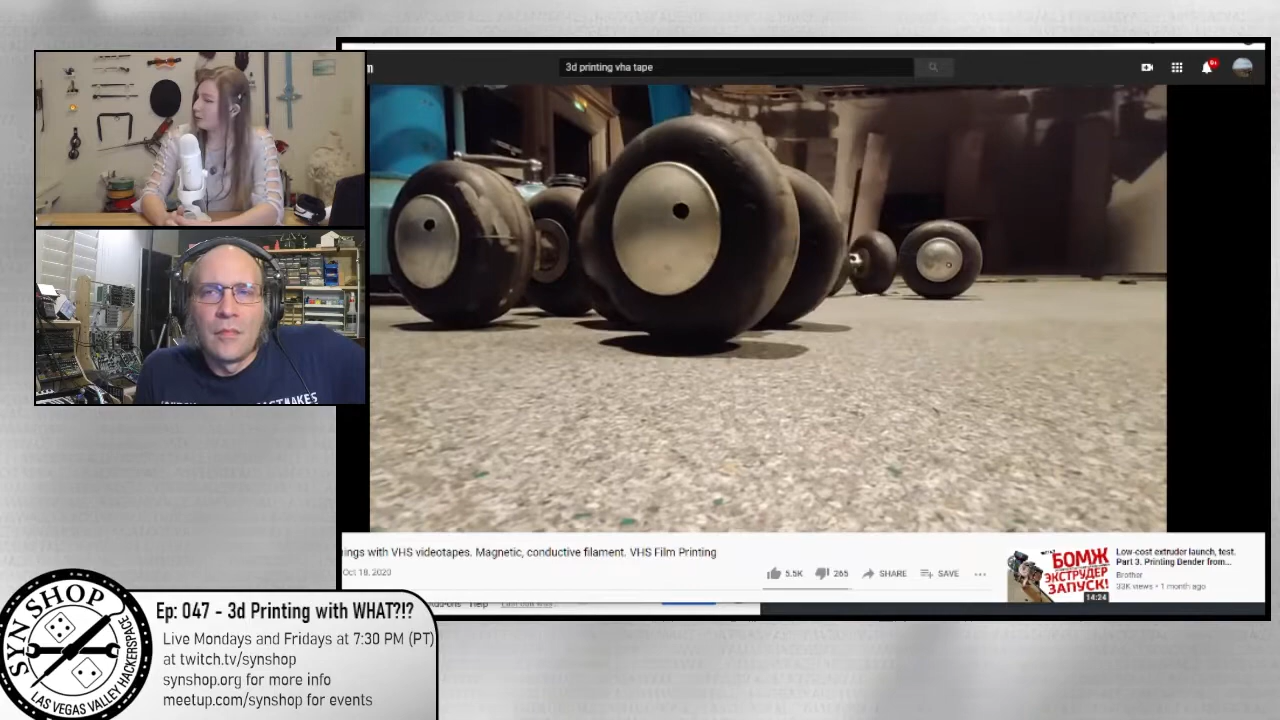 3d printing vha tape
ings with VHS videotapes. Magnetic, conductive filament. VHS Film Printing
Oct 18, 2020
5.5K
265
SHARE
SAVE
БОМЖ
ЭКСТРУДЕР
ЗАПУСК!
14:24
Low-cost extruder launch, test.
Part 3. Printing Bender from...
Brother
33K views • 1 month ago
Help
SYN SHOP
LAS VEGAS VALLEY HACKERSPACE
Ep: 047 - 3d Printing with WHAT?!?
Live Mondays and Fridays at 7:30 PM (PT)
at twitch.tv/synshop
synshop.org for more info
meetup.com/synshop for events